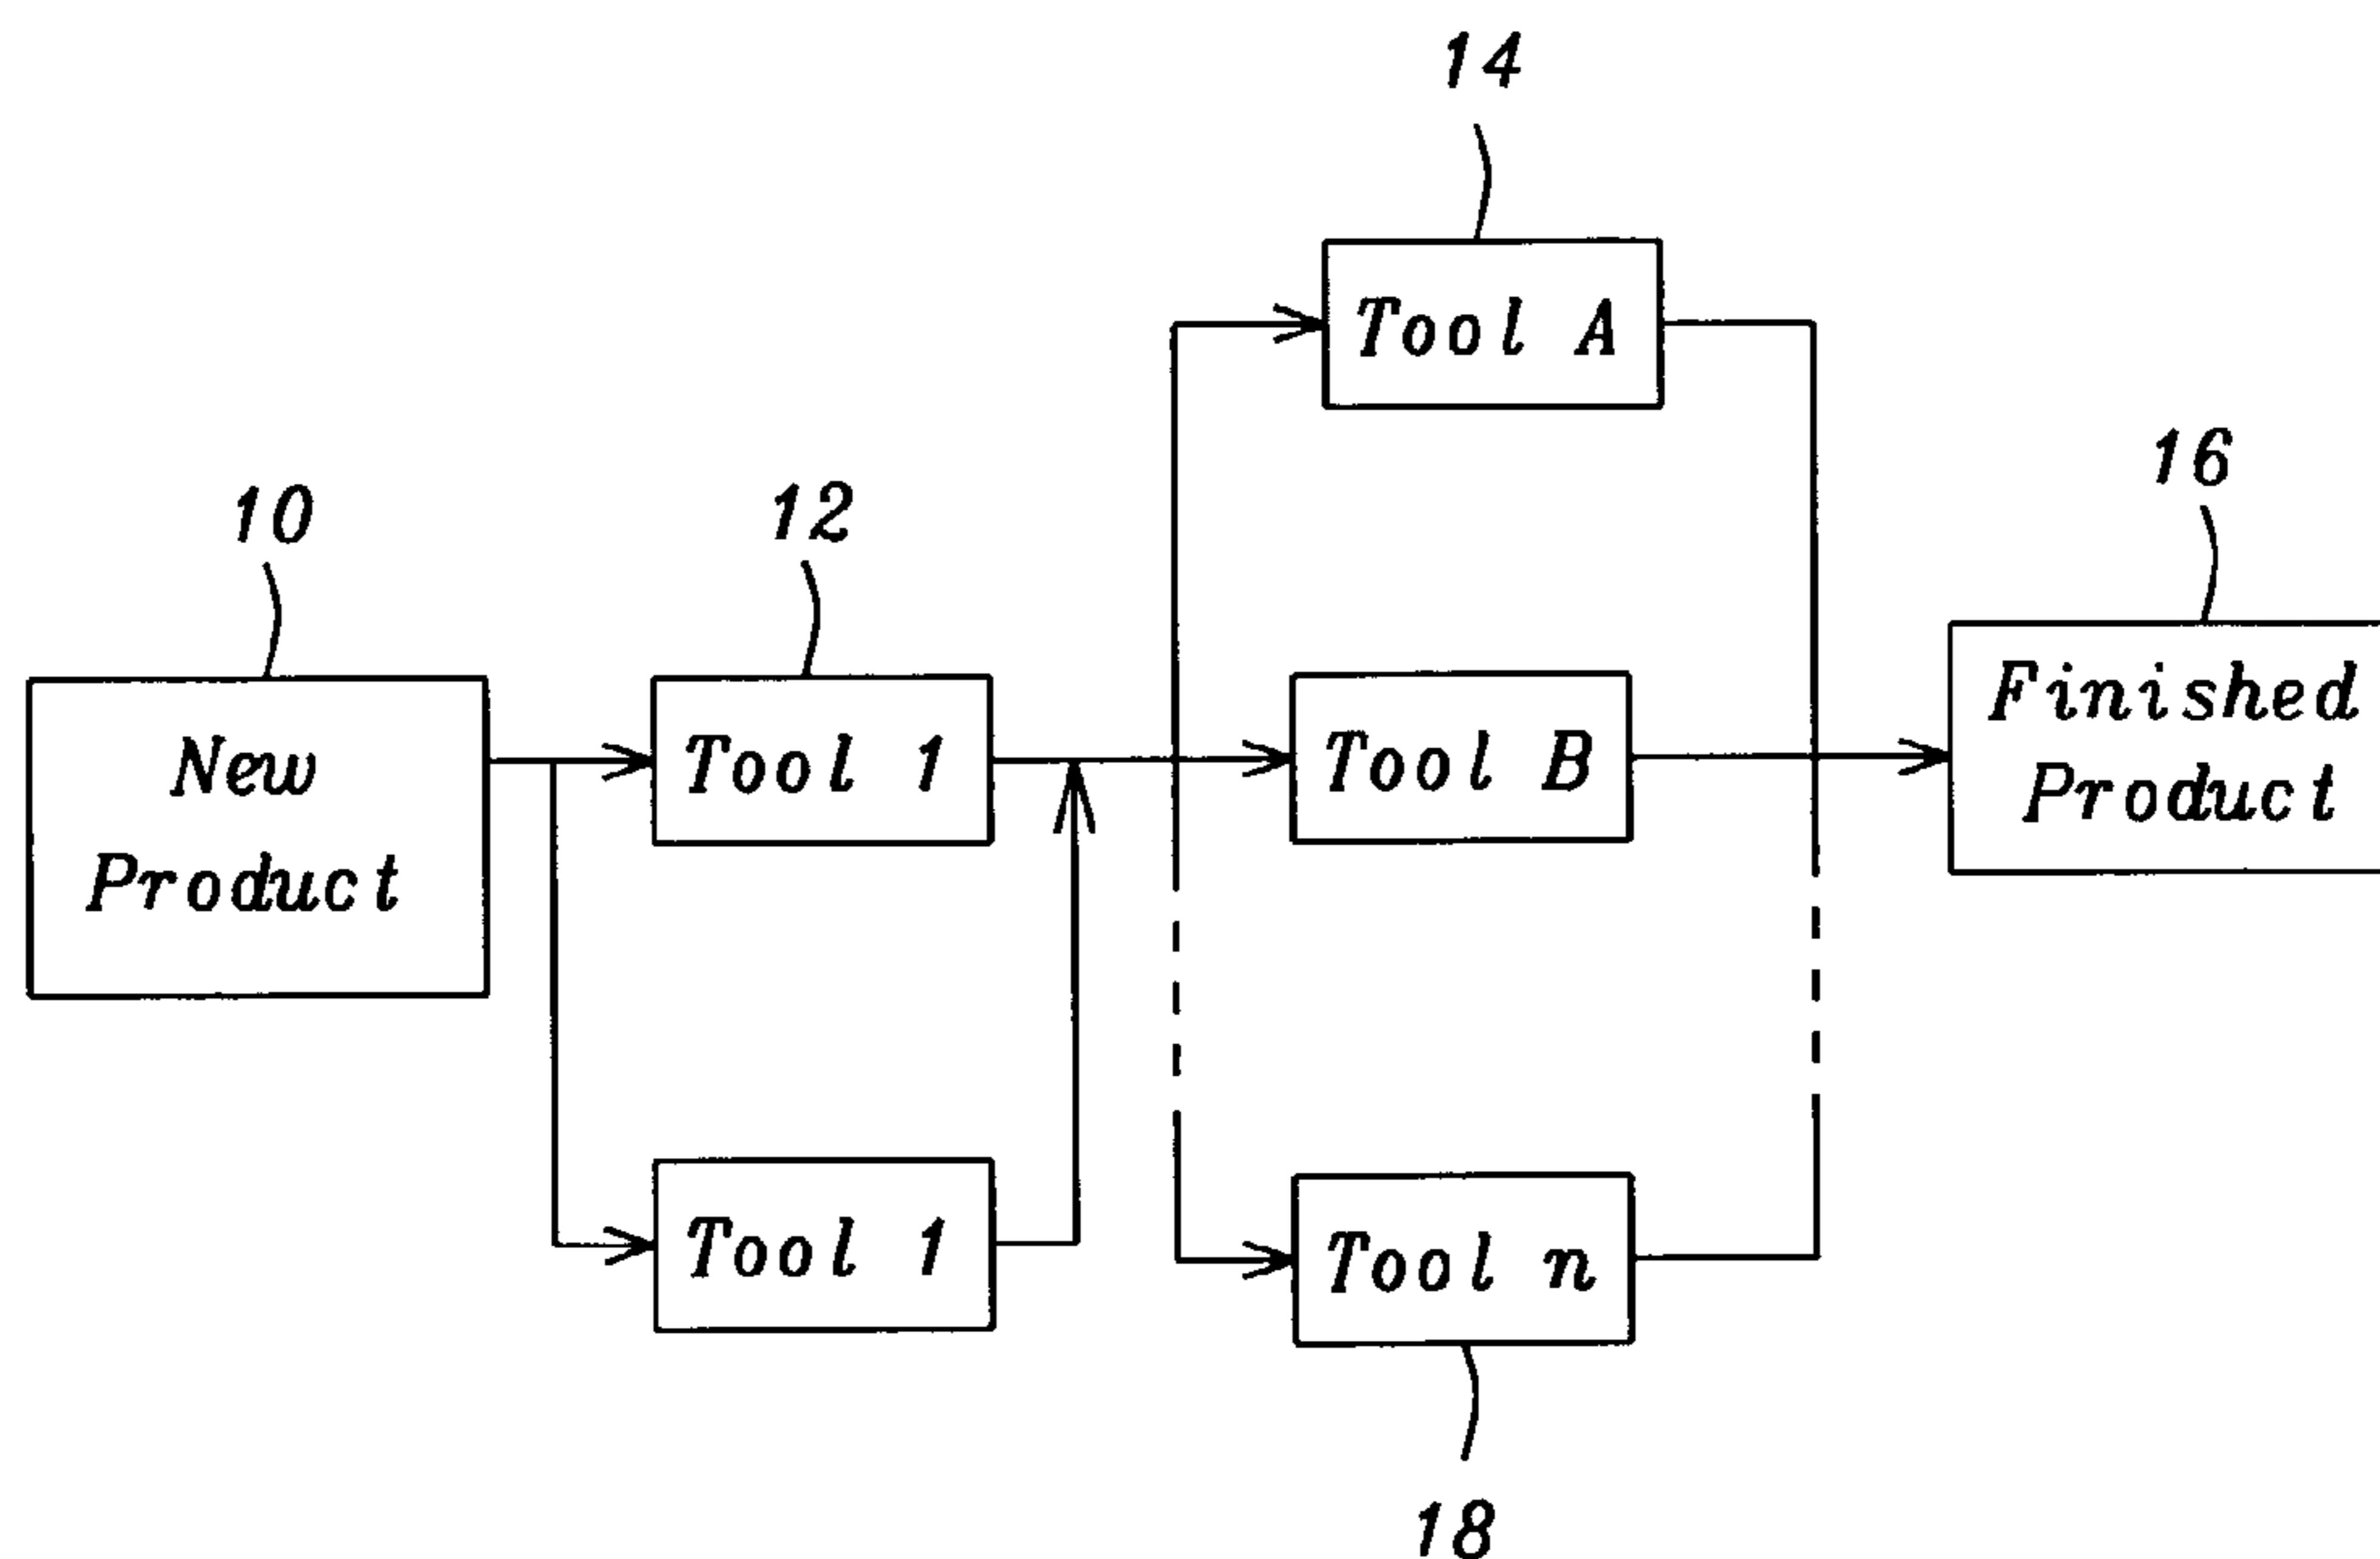 14
Tool A
10
12
16
New
Product
Tool 1
Tool B
Finished
Product
Tool 1
Tool n
18